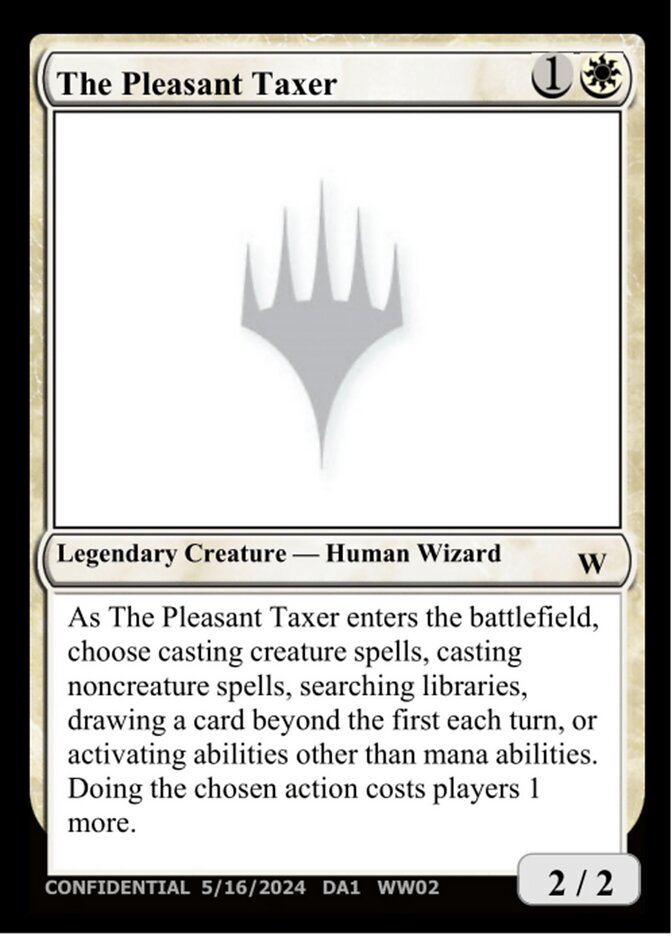 The Pleasant Taxer 1
Legendary Creature — Human Wizard W
As The Pleasant Taxer enters the battlefield,
choose casting creature spells, casting
noncreature spells, searching libraries,
drawing a card beyond the first each turn, or
activating abilities other than mana abilities.
Doing the chosen action costs players 1
more.
CONFIDENTIAL 5/16/2024 DA1 WW02
2 / 2